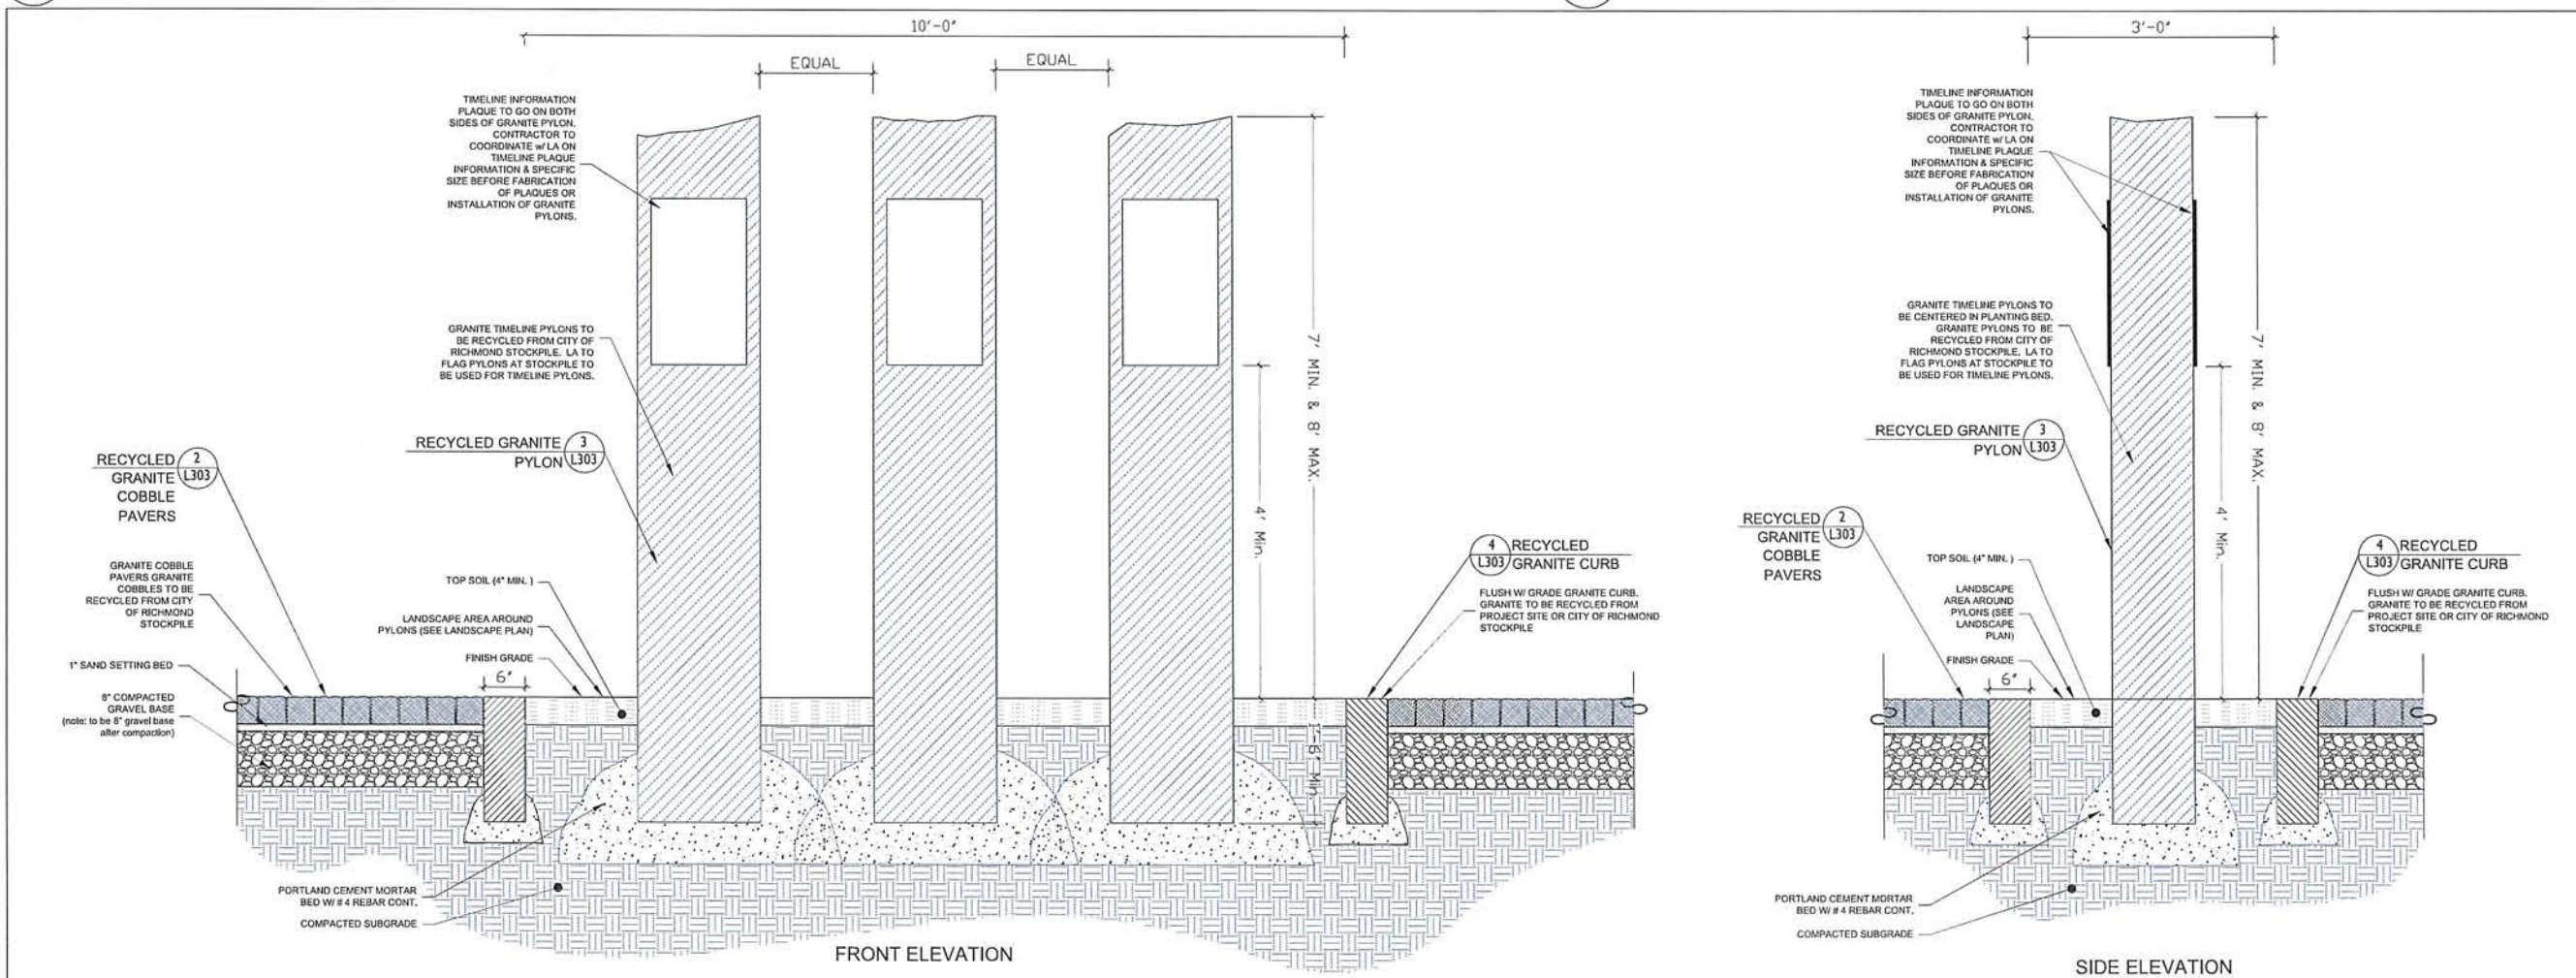 10'-0"
EQUAL
EQUAL
TIMELINE INFORMATION
PLAQUE TO GO ON BOTH
SIDES OF GRANITE PYLON.
CONTRACTOR TO
COORDINATE w/ LA ON
TIMELINE PLAQUE
INFORMATION & SPECIFIC
SIZE BEFORE FABRICATION
OF PLAQUES OR
INSTALLATION OF GRANITE
PYLONS.
GRANITE TIMELINE PYLONS TO
BE RECYCLED FROM CITY OF
RICHMOND STOCKPILE. LA TO
FLAG PYLONS AT STOCKPILE TO
BE USED FOR TIMELINE PYLONS.
RECYCLED GRANITE
PYLON
3
L303
RECYCLED
GRANITE
COBBLE
PAVERS
2
L303
GRANITE COBBLE
PAVERS GRANITE
COBBLES TO BE
RECYCLED FROM CITY
OF RICHMOND
STOCKPILE
TOP SOIL (4" MIN. )
LANDSCAPE AREA AROUND
PYLONS (SEE LANDSCAPE PLAN)
FINISH GRADE
6"
1" SAND SETTING BED
8" COMPACTED
GRAVEL BASE
(note: to be 8" gravel base
after compaction)
7' MIN. & 8' MAX.
4' Min.
1'-6" Min.
4
L303
RECYCLED
GRANITE CURB
FLUSH W/ GRADE GRANITE CURB.
GRANITE TO BE RECYCLED FROM
PROJECT SITE OR CITY OF RICHMOND
STOCKPILE
PORTLAND CEMENT MORTAR
BED W/ # 4 REBAR CONT.
COMPACTED SUBGRADE
FRONT ELEVATION
3'-0"
TIMELINE INFORMATION
PLAQUE TO GO ON BOTH
SIDES OF GRANITE PYLON.
CONTRACTOR TO
COORDINATE w/ LA ON
TIMELINE PLAQUE
INFORMATION & SPECIFIC
SIZE BEFORE FABRICATION
OF PLAQUES OR
INSTALLATION OF GRANITE
PYLONS.
GRANITE TIMELINE PYLONS TO
BE CENTERED IN PLANTING BED.
GRANITE PYLONS TO BE
RECYCLED FROM CITY OF
RICHMOND STOCKPILE. LA TO
FLAG PYLONS AT STOCKPILE TO
BE USED FOR TIMELINE PYLONS.
RECYCLED GRANITE
PYLON
3
L303
RECYCLED
GRANITE
COBBLE
PAVERS
2
L303
TOP SOIL (4" MIN. )
LANDSCAPE
AREA AROUND
PYLONS (SEE
LANDSCAPE
PLAN)
FINISH GRADE
6"
7' MIN. & 8' MAX.
4' Min.
4
L303
RECYCLED
GRANITE CURB
FLUSH W/ GRADE GRANITE CURB.
GRANITE TO BE RECYCLED FROM
PROJECT SITE OR CITY OF RICHMOND
STOCKPILE
PORTLAND CEMENT MORTAR
BED W/ # 4 REBAR CONT.
COMPACTED SUBGRADE
SIDE ELEVATION